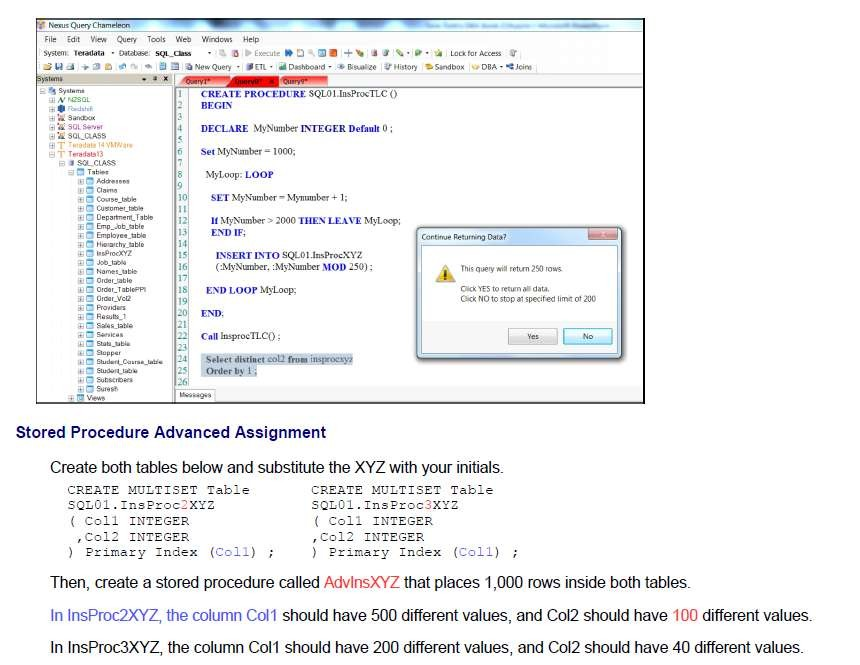 Nexus Query Chameleon
File Edit View Query Tools Web Windows Help
System: Teradata Database: SQL_Class Execute Lock for Access
New Query ETL Dashboard Bisualize History Sandbox DBA Joins
Systems
Query1* Query9*
Systems
NZSQL
Redshift
Sandbox
SQL Server
SQL_CLASS
Teradata 14 VMWare
Teradata13
SQL_CLASS
Tables
Addresses
Claims
Course_table
Customer_table
Department_Table
Emp_Job_table
Employee_table
Hierarchy_table
InsProcXYZ
Job_table
Names_table
Order_table
Order_TablePPI
Order_Vol2
Providers
Results_1
Sales_table
Services
Stats_table
Stopper
Student_Course_table
Student_table
Subscribers
Suresh
Views
1 CREATE PROCEDURE SQL01.InsProcTLC ()
2 BEGIN
3
4 DECLARE MyNumber INTEGER Default 0 ;
5
6 Set MyNumber = 1000;
7
8 MyLoop: LOOP
9
10 SET MyNumber = Mynumber + 1;
11
12 If MyNumber > 2000 THEN LEAVE MyLoop;
13 END IF;
14
15 INSERT INTO SQL01.InsProcXYZ
16 (:MyNumber, :MyNumber MOD 250) ;
17
18 END LOOP MyLoop;
19
20 END;
21
22 Call InsprocTLC() ;
23
24 Select distinct col2 from insprocxyz
25 Order by 1 ;
26
Messages
Continue Returning Data?
This query will return 250 rows.
Click YES to return all data.
Click NO to stop at specified limit of 200
Yes No
Stored Procedure Advanced Assignment
Create both tables below and substitute the XYZ with your initials.
CREATE MULTISET Table
SQL01.InsProc2XYZ
( Col1 INTEGER
,Col2 INTEGER
) Primary Index (Col1) ;
CREATE MULTISET Table
SQL01.InsProc3XYZ
( Col1 INTEGER
,Col2 INTEGER
) Primary Index (Col1) ;
Then, create a stored procedure called AdvInsXYZ that places 1,000 rows inside both tables.
In InsProc2XYZ, the column Col1 should have 500 different values, and Col2 should have 100 different values.
In InsProc3XYZ, the column Col1 should have 200 different values, and Col2 should have 40 different values.